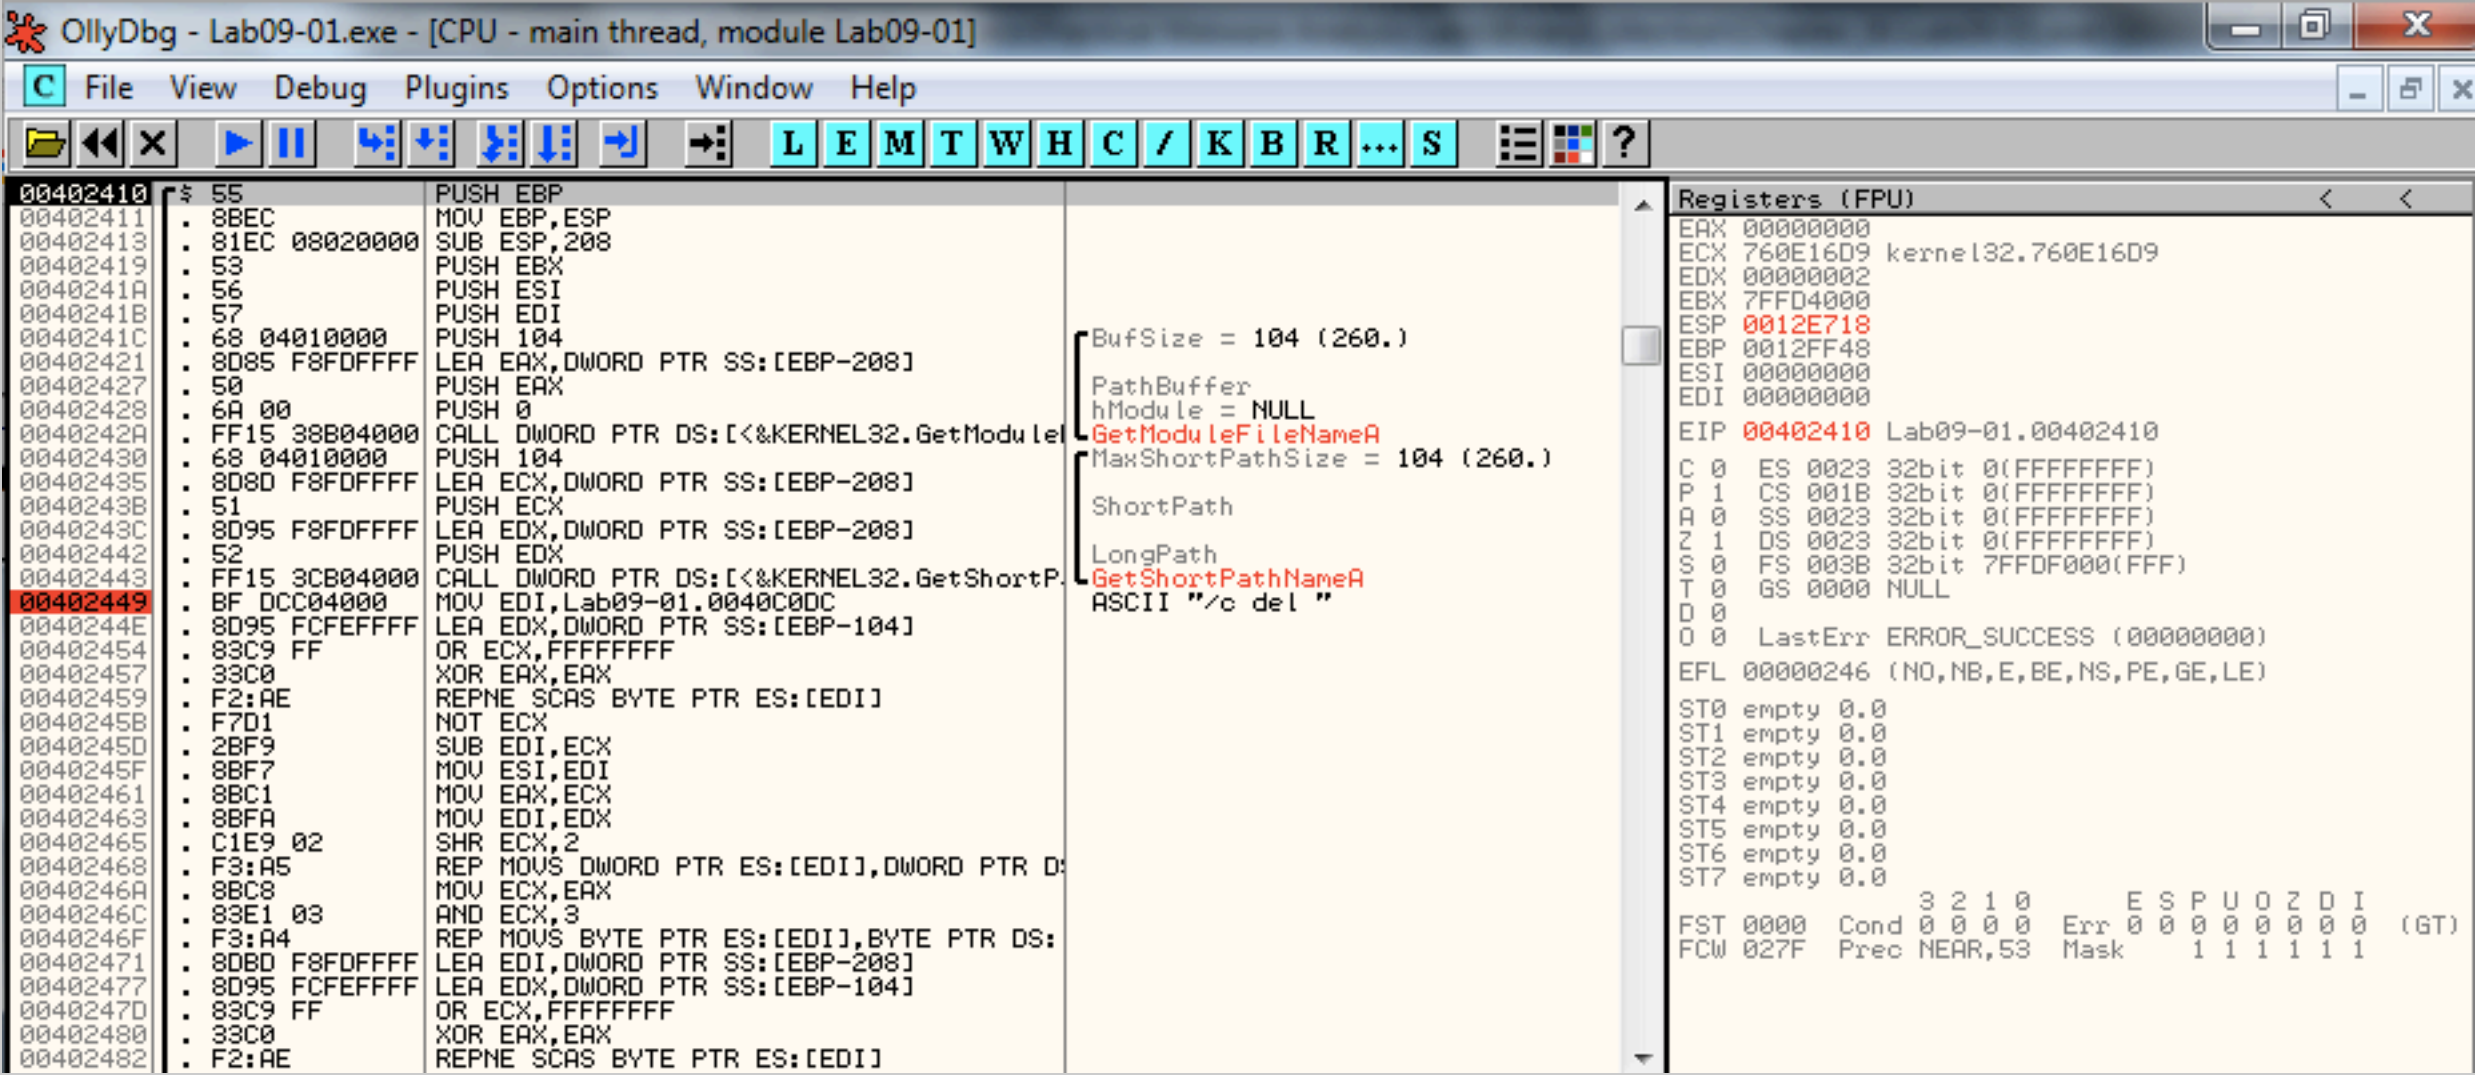 OllyDbg - Lab09-01.exe - [CPU - main thread, module Lab09-01]
C File View Debug Plugins Options Window Help
L E M T W H C / K B R ... S ?
00402410 $ 55 PUSH EBP
00402411 . 8BEC MOV EBP,ESP
00402413 . 81EC 08020000 SUB ESP,208
00402419 . 53 PUSH EBX
0040241A . 56 PUSH ESI
0040241B . 57 PUSH EDI
0040241C . 68 04010000 PUSH 104 BufSize = 104 (260.)
00402421 . 8D85 F8FDFFFF LEA EAX,DWORD PTR SS:[EBP-208]
00402427 . 50 PUSH EAX PathBuffer
00402428 . 6A 00 PUSH 0 hModule = NULL
0040242A . FF15 38B04000 CALL DWORD PTR DS:[<&KERNEL32.GetModule GetModuleFileNameA
00402430 . 68 04010000 PUSH 104 MaxShortPathSize = 104 (260.)
00402435 . 8D8D F8FDFFFF LEA ECX,DWORD PTR SS:[EBP-208]
0040243B . 51 PUSH ECX ShortPath
0040243C . 8D95 F8FDFFFF LEA EDX,DWORD PTR SS:[EBP-208]
00402442 . 52 PUSH EDX LongPath
00402443 . FF15 3CB04000 CALL DWORD PTR DS:[<&KERNEL32.GetShortP GetShortPathNameA
00402449 . BF DCC04000 MOV EDI,Lab09-01.0040C0DC ASCII "/c del "
0040244E . 8D95 FCFEFFFF LEA EDX,DWORD PTR SS:[EBP-104]
00402454 . 83C9 FF OR ECX,FFFFFFFF
00402457 . 33C0 XOR EAX,EAX
00402459 . F2:AE REPNE SCAS BYTE PTR ES:[EDI]
0040245B . F7D1 NOT ECX
0040245D . 2BF9 SUB EDI,ECX
0040245F . 8BF7 MOV ESI,EDI
00402461 . 8BC1 MOV EAX,ECX
00402463 . 8BFA MOV EDI,EDX
00402465 . C1E9 02 SHR ECX,2
00402468 . F3:A5 REP MOVS DWORD PTR ES:[EDI],DWORD PTR D
0040246A . 8BC8 MOV ECX,EAX
0040246C . 83E1 03 AND ECX,3
0040246F . F3:A4 REP MOVS BYTE PTR ES:[EDI],BYTE PTR DS:
00402471 . 8DBD F8FDFFFF LEA EDI,DWORD PTR SS:[EBP-208]
00402477 . 8D95 FCFEFFFF LEA EDX,DWORD PTR SS:[EBP-104]
0040247D . 83C9 FF OR ECX,FFFFFFFF
00402480 . 33C0 XOR EAX,EAX
00402482 . F2:AE REPNE SCAS BYTE PTR ES:[EDI]
Registers (FPU) < <
EAX 00000000
ECX 760E16D9 kernel32.760E16D9
EDX 00000002
EBX 7FFD4000
ESP 0012E718
EBP 0012FF48
ESI 00000000
EDI 00000000
EIP 00402410 Lab09-01.00402410
C 0 ES 0023 32bit 0(FFFFFFFF)
P 1 CS 001B 32bit 0(FFFFFFFF)
A 0 SS 0023 32bit 0(FFFFFFFF)
Z 1 DS 0023 32bit 0(FFFFFFFF)
S 0 FS 003B 32bit 7FFDF000(FFF)
T 0 GS 0000 NULL
D 0
O 0 LastErr ERROR_SUCCESS (00000000)
EFL 00000246 (NO,NB,E,BE,NS,PE,GE,LE)
ST0 empty 0.0
ST1 empty 0.0
ST2 empty 0.0
ST3 empty 0.0
ST4 empty 0.0
ST5 empty 0.0
ST6 empty 0.0
ST7 empty 0.0
3 2 1 0 E S P U O Z D I
FST 0000 Cond 0 0 0 0 Err 0 0 0 0 0 0 0 0 (GT)
FCW 027F Prec NEAR,53 Mask 1 1 1 1 1 1